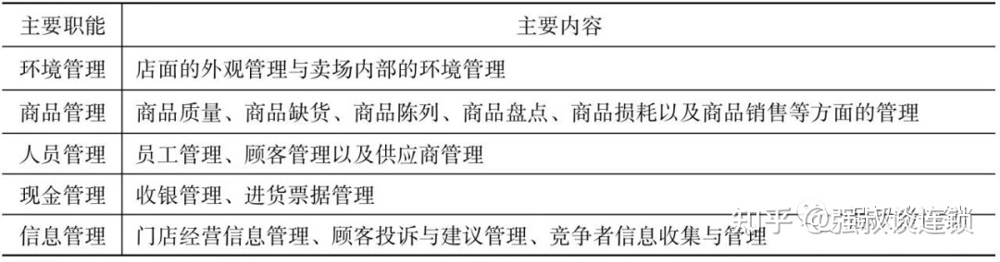 主要职能 主要内容
环境管理 店面的外观管理与卖场内部的环境管理
商品管理 商品质量、商品缺货、商品陈列、商品盘点、商品损耗以及商品销售等方面的管理
人员管理 员工管理、顾客管理以及供应商管理
现金管理 收银管理、进货票据管理
信息管理 门店经营信息管理、顾客投诉与建议管理、竞争者信息收集与管理
知乎 @强叔谈连锁